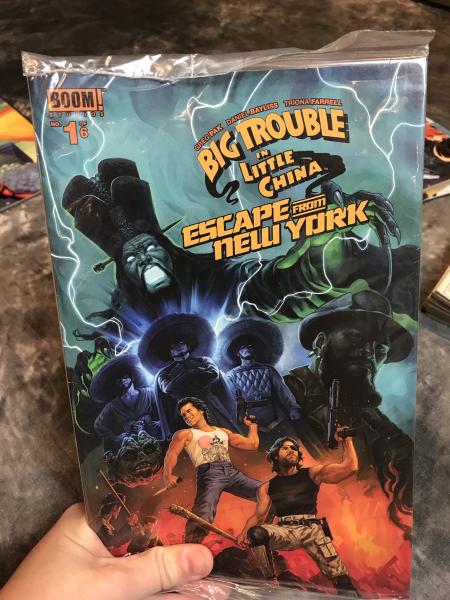 BOOM!
STUDIOS
NO. 1 OF 6
GREG PAK DANIEL BAYLISS TRIONA FARRELL
BIG TROUBLE
IN
LITTLE
CHINA
ESCAPE FROM
NEW YORK